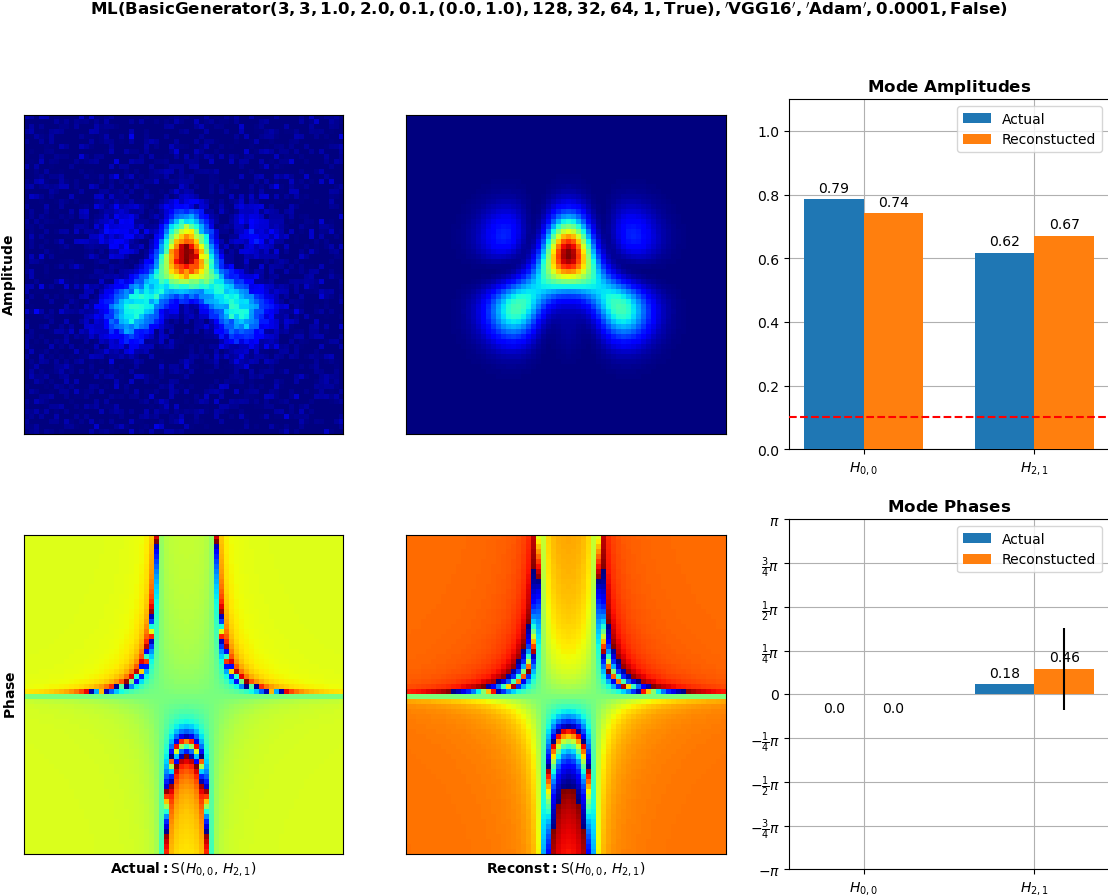 ML(BasicGenerator(3, 3, 1.0, 2.0, 0.1, (0.0, 1.0), 128, 32, 64, 1, True), ′VGG16′, ′Adam′, 0.0001, False)
Amplitude
Mode Amplitudes
Actual
Reconstucted
1.0
0.8
0.6
0.4
0.2
0.0
0.79
0.74
0.62
0.67
H0, 0
H2, 1
Phase
Actual: S(H0, 0, H2, 1)
Reconst: S(H0, 0, H2, 1)
Mode Phases
Actual
Reconstucted
π
3/4π
1/2π
1/4π
0
−1/4π
−1/2π
−3/4π
−π
0.0
0.0
0.18
0.46
H0, 0
H2, 1